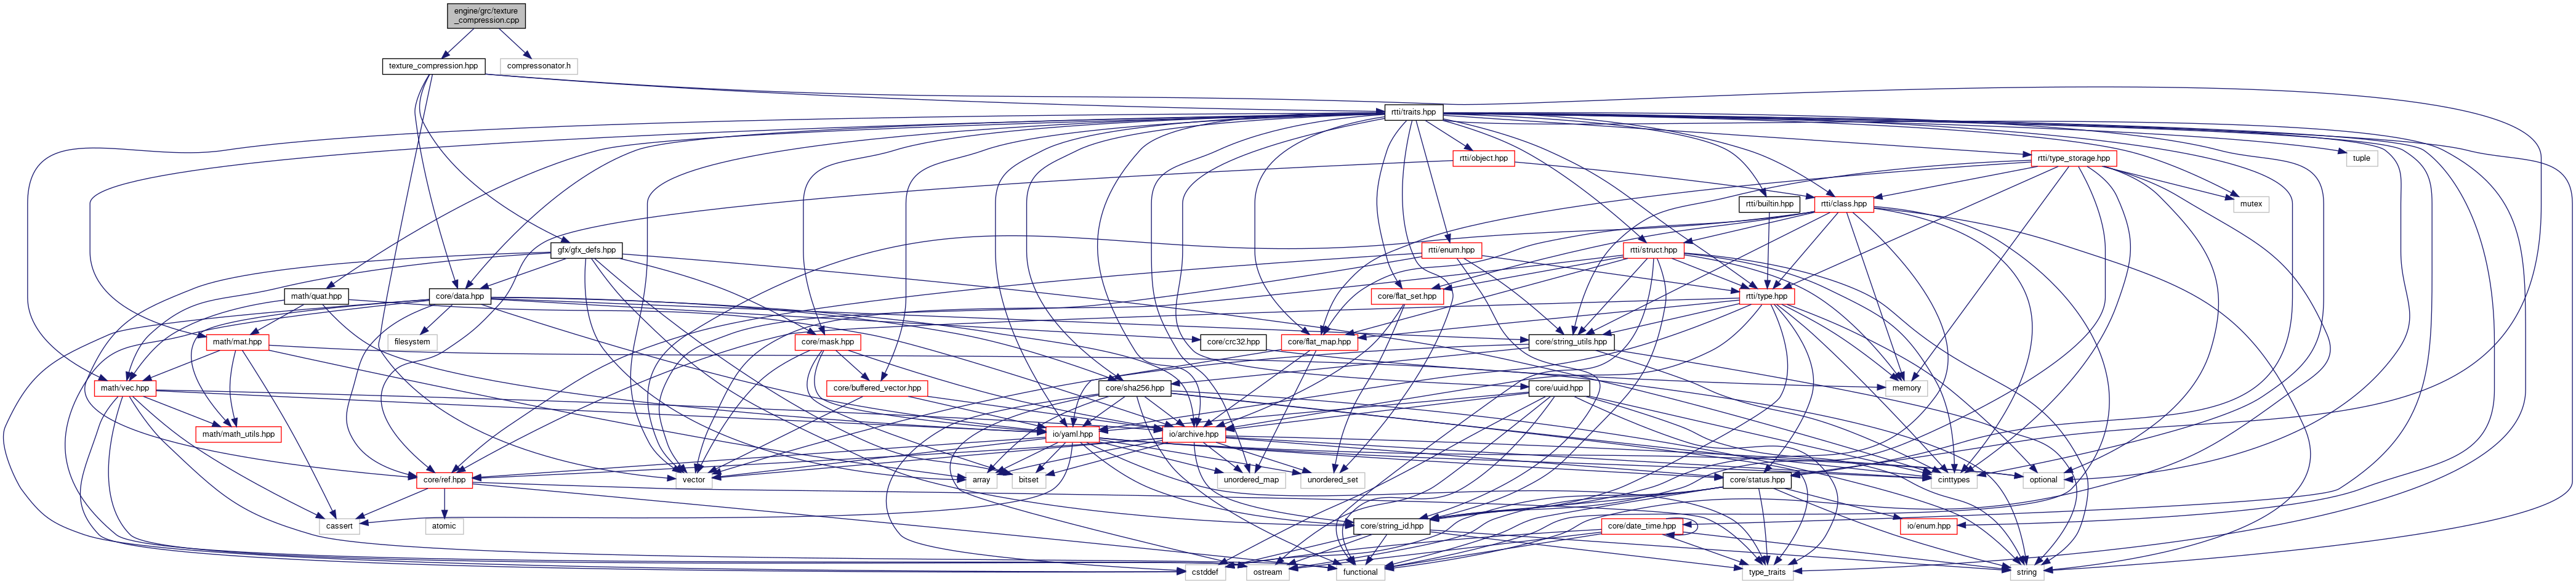 engine/grc/texture
_compression.cpp
texture_compression.hpp
compressonator.h
rtti/traits.hpp
rtti/object.hpp
rtti/type_storage.hpp
tuple
rtti/builtin.hpp
rtti/class.hpp
mutex
gfx/gfx_defs.hpp
rtti/enum.hpp
rtti/struct.hpp
math/quat.hpp
core/data.hpp
core/flat_set.hpp
rtti/type.hpp
math/mat.hpp
filesystem
core/mask.hpp
core/crc32.hpp
core/flat_map.hpp
core/string_utils.hpp
math/vec.hpp
core/buffered_vector.hpp
core/sha256.hpp
core/uuid.hpp
memory
math/math_utils.hpp
io/yaml.hpp
io/archive.hpp
core/ref.hpp
vector
array
bitset
unordered_map
unordered_set
core/status.hpp
cinttypes
optional
cassert
atomic
core/string_id.hpp
core/date_time.hpp
io/enum.hpp
cstddef
ostream
functional
type_traits
string